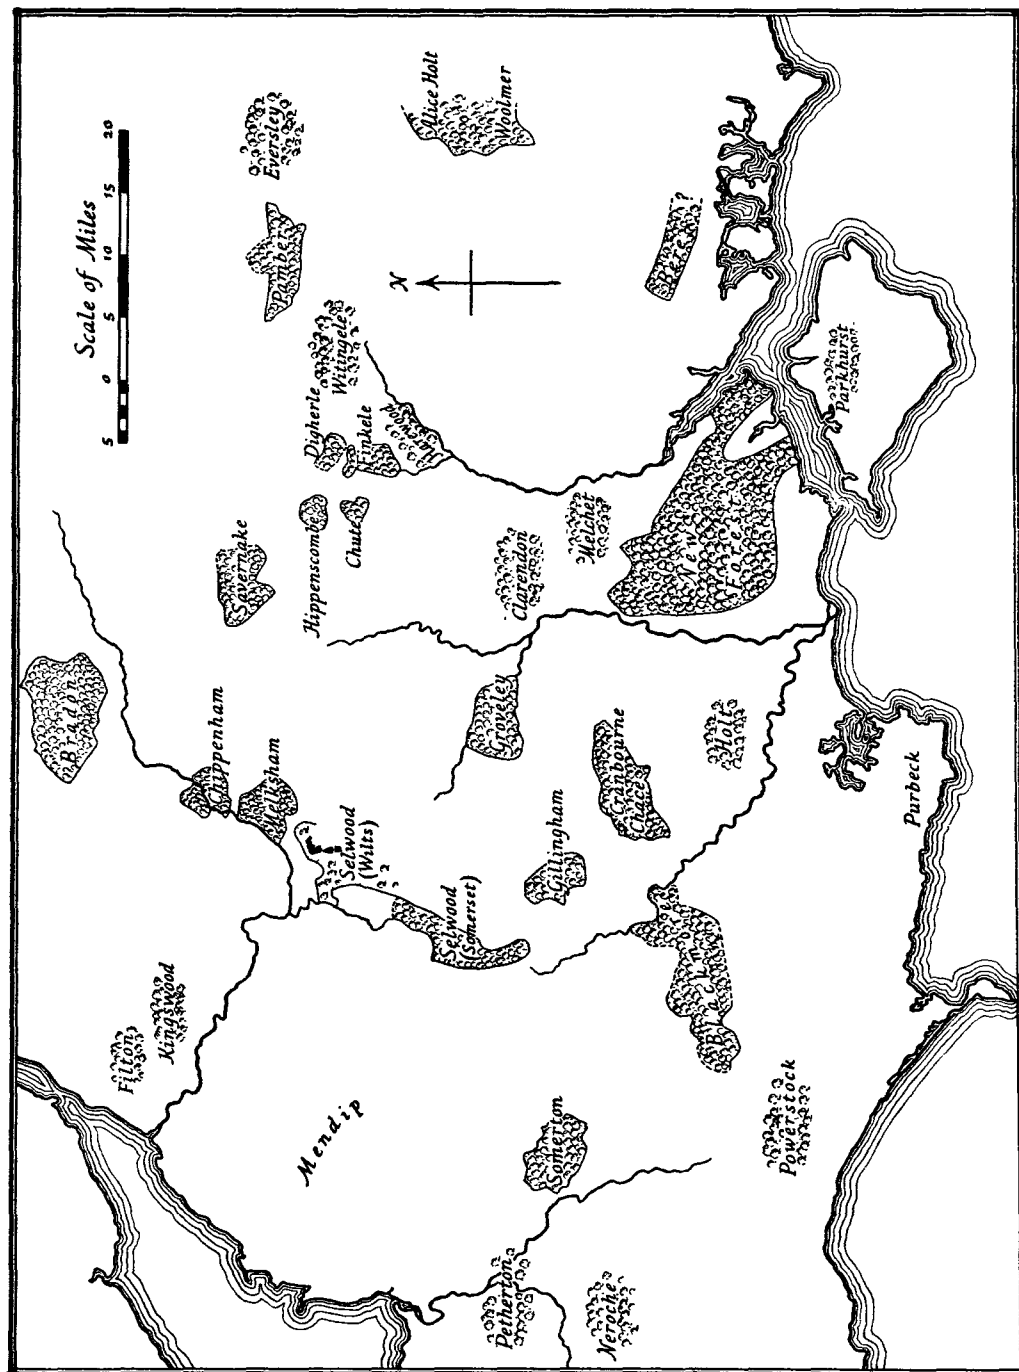 Scale of Miles
5 0 5 10 15 20
Bradon
Filton
Kingswood
Chippenham
Melksham
Savernake
Pamber
Eversley
Mendip
Selwood
(Wilts)
Hippenscombe
Chute
Digherle
Finkele
Witingele
Harewood
N
Alice Holt
Woolmer
Selwood
(Somerset)
Petherton
Somerton
Gillingham
Groveley
Clarendon
Melchet
Neroche
Blackmore
Cranbourne
Chace
Holt
New
Forest
Bere ?
Powerstock
Purbeck
Parkhurst